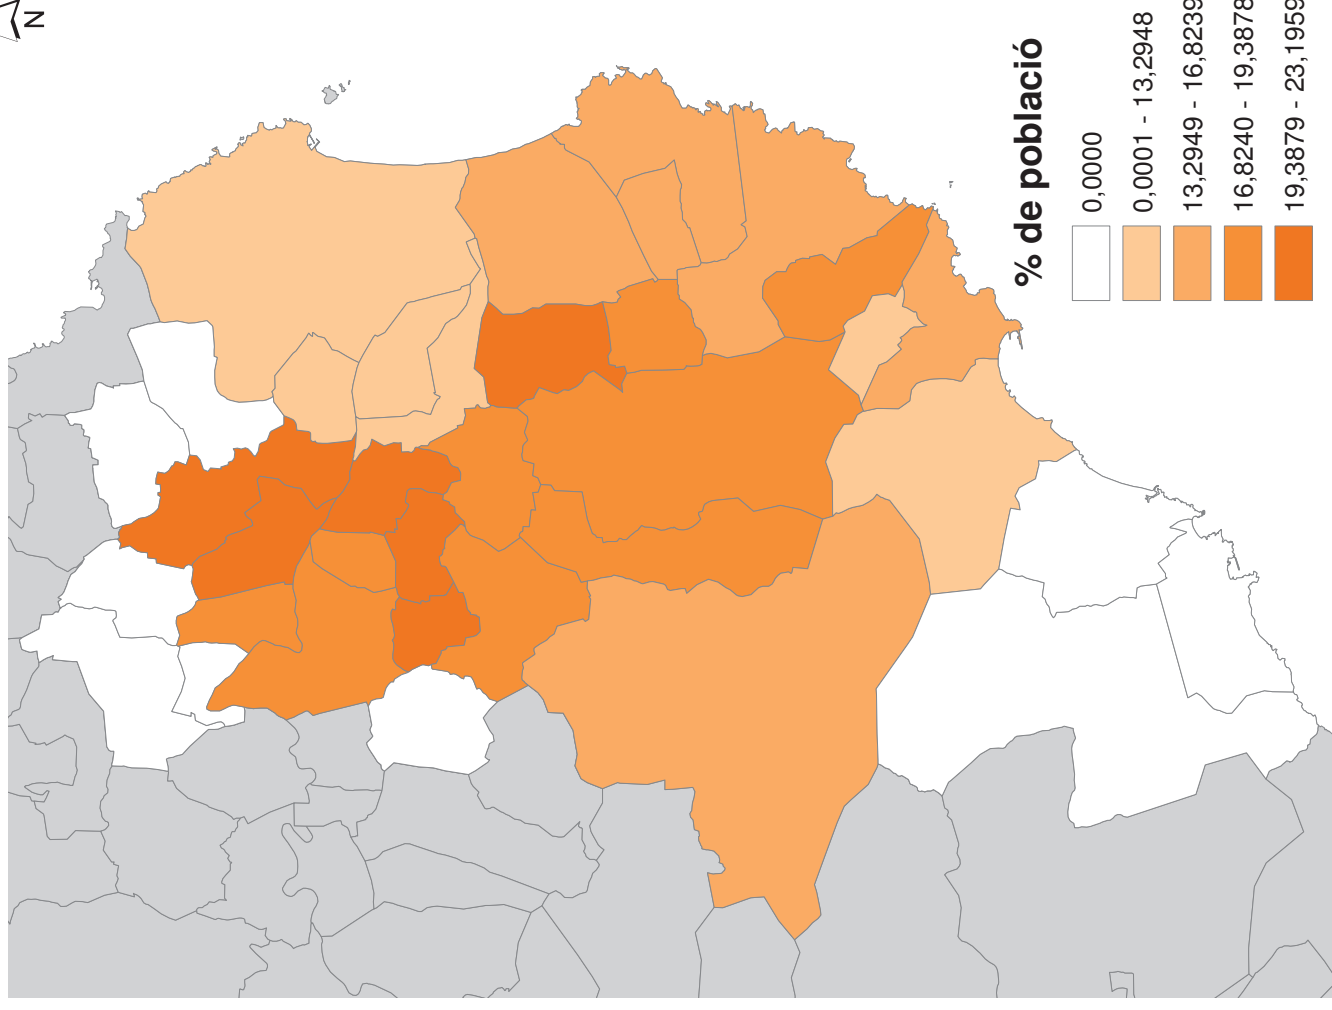 N
% de població
0,0000
0,0001 - 13,2948
13,2949 - 16,8239
16,8240 - 19,3878
19,3879 - 23,1959